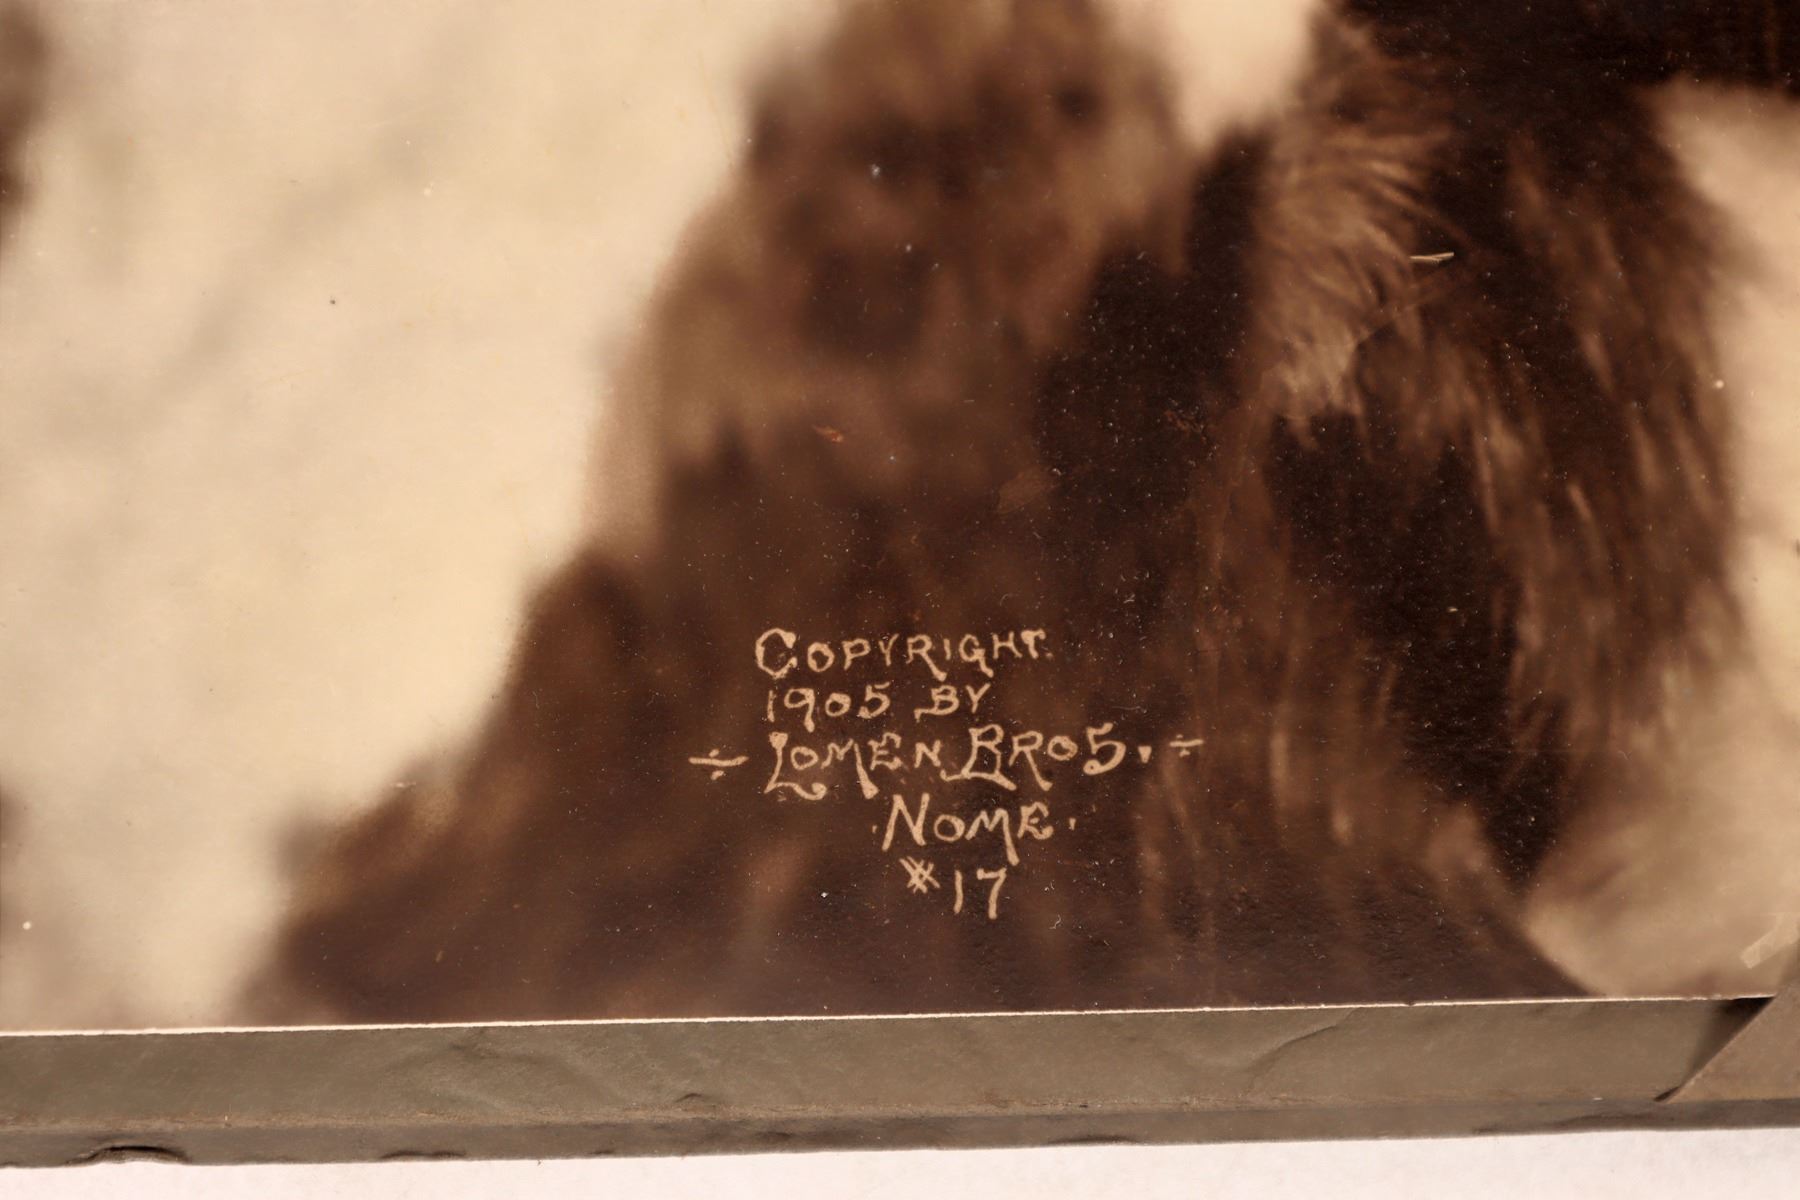 COPYRIGHT.
1905 BY
÷ LOMEN BROS. ÷
. NOME.
#17